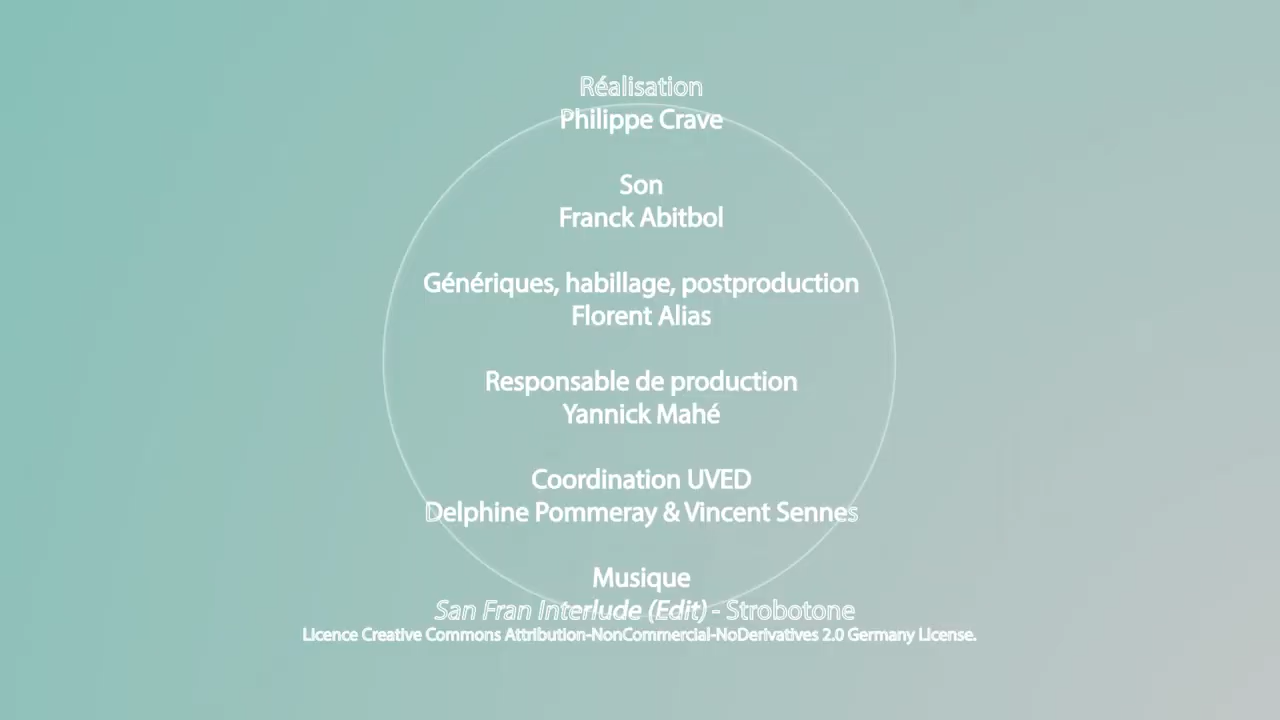 Réalisation
Philippe Crave
Son
Franck Abitbol
Génériques, habillage, postproduction
Florent Alias
Responsable de production
Yannick Mahé
Coordination UVED
Delphine Pommeray & Vincent Sennes
Musique
San Fran Interlude (Edit) - Strobotone
Licence Creative Commons Attribution-NonCommercial-NoDerivatives 2.0 Germany License.